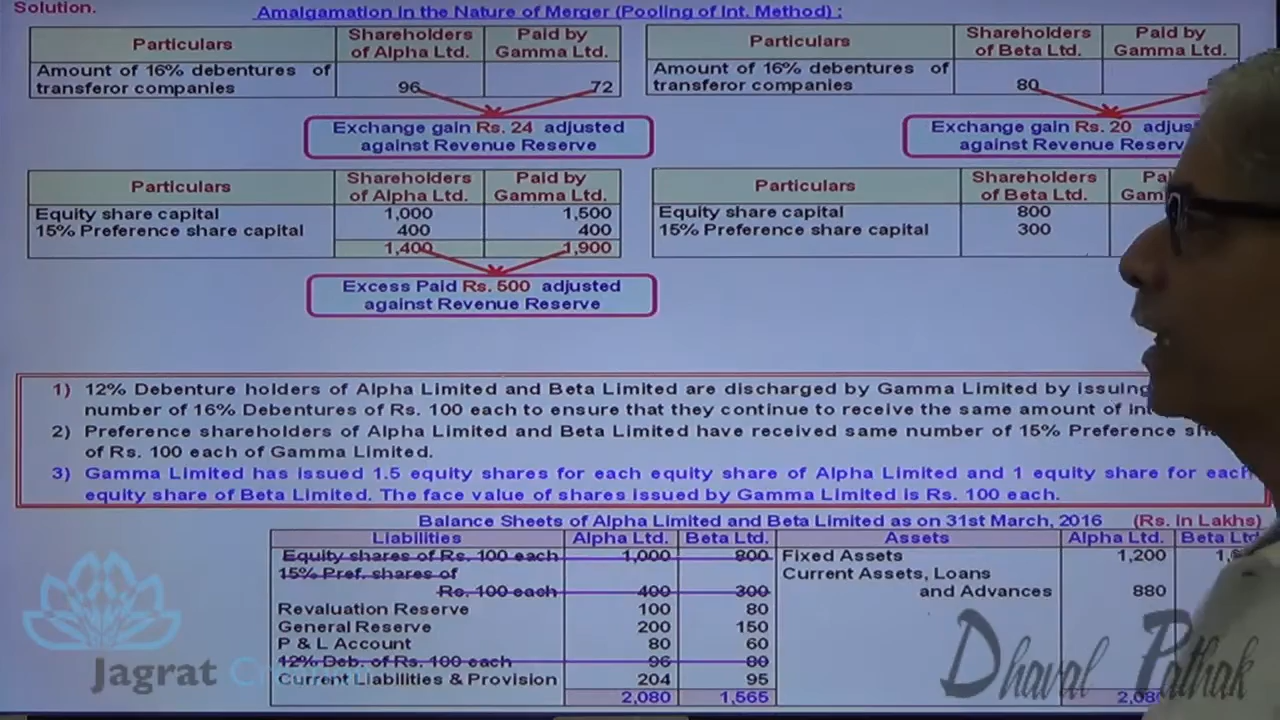 Solution.
Amalgamation in the Nature of Merger (Pooling of Int. Method) :
Particulars Shareholders of Alpha Ltd. Paid by Gamma Ltd.
Amount of 16% debentures of
transferor companies 96 72
Exchange gain Rs. 24 adjusted
against Revenue Reserve
Particulars Shareholders of Beta Ltd. Paid by Gamma Ltd.
Amount of 16% debentures of
transferor companies 80
Exchange gain Rs. 20
against Revenue
Particulars Shareholders of Alpha Ltd. Paid by Gamma Ltd.
Equity share capital 1,000 1,500
15% Preference share capital 400 400
1,400 1,900
Excess Paid Rs. 500 adjusted
against Revenue Reserve
Particulars Shareholders of Beta Ltd.
Equity share capital 800
15% Preference share capital 300
1) 12% Debenture holders of Alpha Limited and Beta Limited are discharged by Gamma Limited by issuing
number of 16% Debentures of Rs. 100 each to ensure that they continue to receive the same amount of
2) Preference shareholders of Alpha Limited and Beta Limited have received same number of 15% Preference
of Rs. 100 each of Gamma Limited.
3) Gamma Limited has issued 1.5 equity shares for each equity share of Alpha Limited and 1 equity share for each
equity share of Beta Limited. The face value of shares issued by Gamma Limited is Rs. 100 each.
Balance Sheets of Alpha Limited and Beta Limited as on 31st March, 2016 (Rs. in Lakhs)
Liabilities Alpha Ltd. Beta Ltd. Assets Alpha Ltd. Beta Ltd
Equity shares of Rs. 100 each 1,000 800 Fixed Assets 1,200
15% Pref. shares of Current Assets, Loans
Rs. 100 each 400 300 and Advances 880
Revaluation Reserve 100 80
General Reserve 200 150
P & L Account 80 60
12% Deb. of Rs. 100 each 96 80
Current Liabilities & Provision 204 95
2,080 1,565
Jagrat
Dhaval Pathak